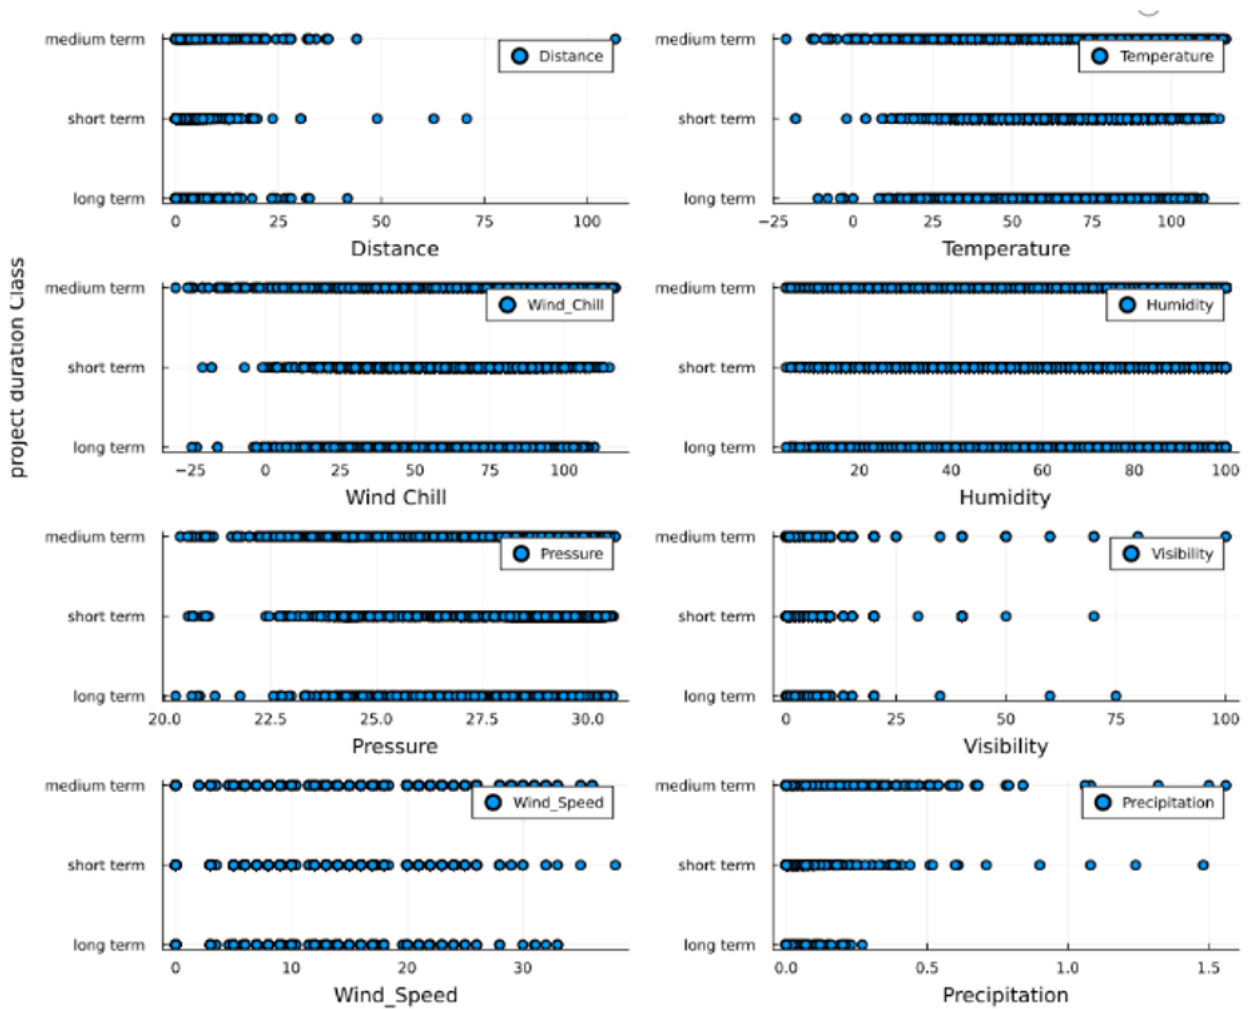 project duration Class
medium term
short term
long term
Distance
0 25 50 75 100
Distance
medium term
short term
long term
Temperature
−25 0 25 50 75 100
Temperature
medium term
short term
long term
Wind_Chill
−25 0 25 50 75 100
Wind Chill
medium term
short term
long term
Humidity
20 40 60 80 100
Humidity
medium term
short term
long term
Pressure
20.0 22.5 25.0 27.5 30.0
Pressure
medium term
short term
long term
Visibility
0 25 50 75 100
Visibility
medium term
short term
long term
Wind_Speed
0 10 20 30
Wind_Speed
medium term
short term
long term
Precipitation
0.0 0.5 1.0 1.5
Precipitation